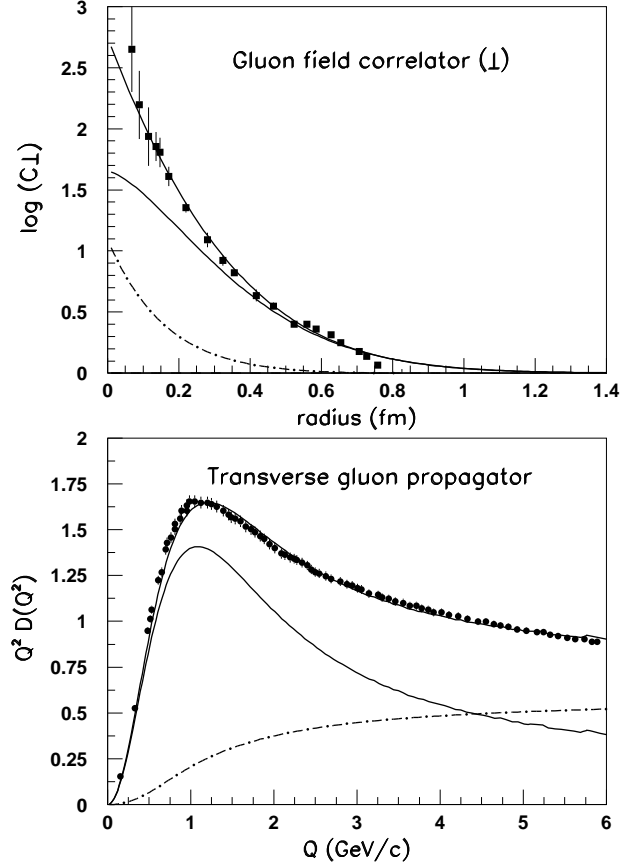 Gluon field correlator (⊥)
log (C⊥)
3
2.5
2
1.5
1
0.5
0
0 0.2 0.4 0.6 0.8 1 1.2 1.4
radius (fm)
Transverse gluon propagator
Q² D(Q²)
2
1.75
1.5
1.25
1
0.75
0.5
0.25
0
0 1 2 3 4 5 6
Q (GeV/c)